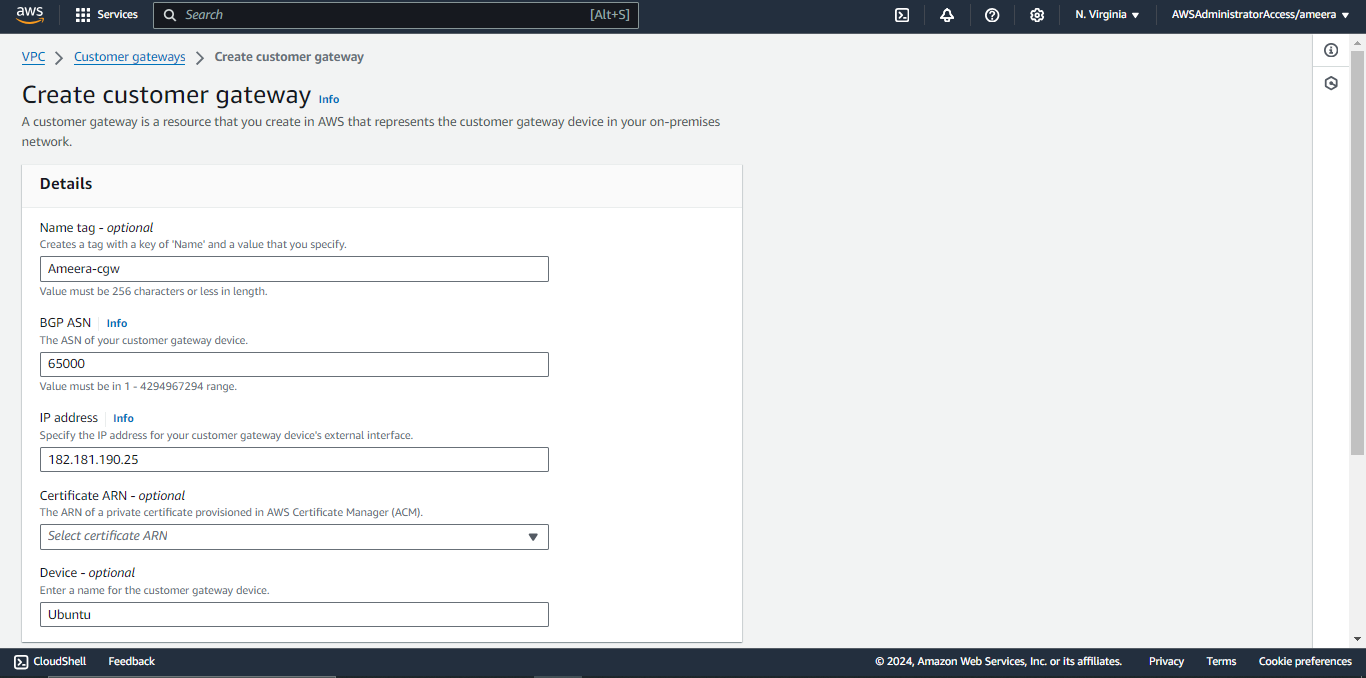 aws
Services
Search [Alt+S]
N. Virginia
AWSAdministratorAccess/ameera
VPC
Customer gateways
Create customer gateway
Create customer gateway Info
A customer gateway is a resource that you create in AWS that represents the customer gateway device in your on-premises
network.
Details
Name tag - optional
Creates a tag with a key of 'Name' and a value that you specify.
Ameera-cgw
Value must be 256 characters or less in length.
BGP ASN Info
The ASN of your customer gateway device.
65000
Value must be in 1 - 4294967294 range.
IP address Info
Specify the IP address for your customer gateway device's external interface.
182.181.190.25
Certificate ARN - optional
The ARN of a private certificate provisioned in AWS Certificate Manager (ACM).
Select certificate ARN
Device - optional
Enter a name for the customer gateway device.
Ubuntu
CloudShell
Feedback
© 2024, Amazon Web Services, Inc. or its affiliates.
Privacy
Terms
Cookie preferences